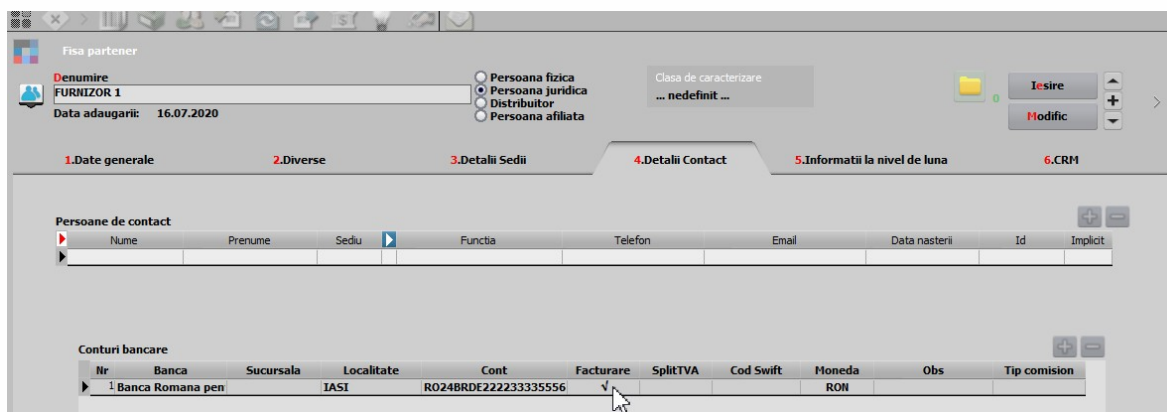 Fisa partener
Denumire
FURNIZOR 1
Data adaugarii: 16.07.2020
Persoana fizica
Persoana juridica
Distribuitor
Persoana afiliata
Clasa de caracterizare
... nedefinit ...
0
Iesire
Modific
1.Date generale 2.Diverse 3.Detalii Sedii 4.Detalii Contact 5.Informatii la nivel de luna 6.CRM
Persoane de contact
Nume Prenume Sediu Functia Telefon Email Data nasterii Id Implicit
Conturi bancare
Nr Banca Sucursala Localitate Cont Facturare SplitTVA Cod Swift Moneda Obs Tip comision
1 Banca Romana pen IASI RO24BRDE222233335556 √ RON